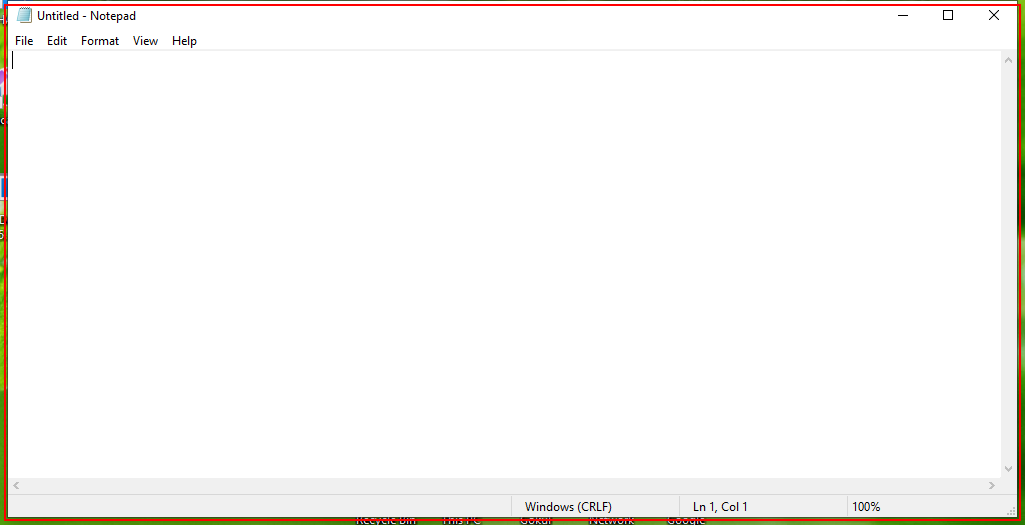 Untitled - Notepad
File Edit Format View Help
Windows (CRLF) Ln 1, Col 1 100%
Recycle Bin This PC Gokul Network Google